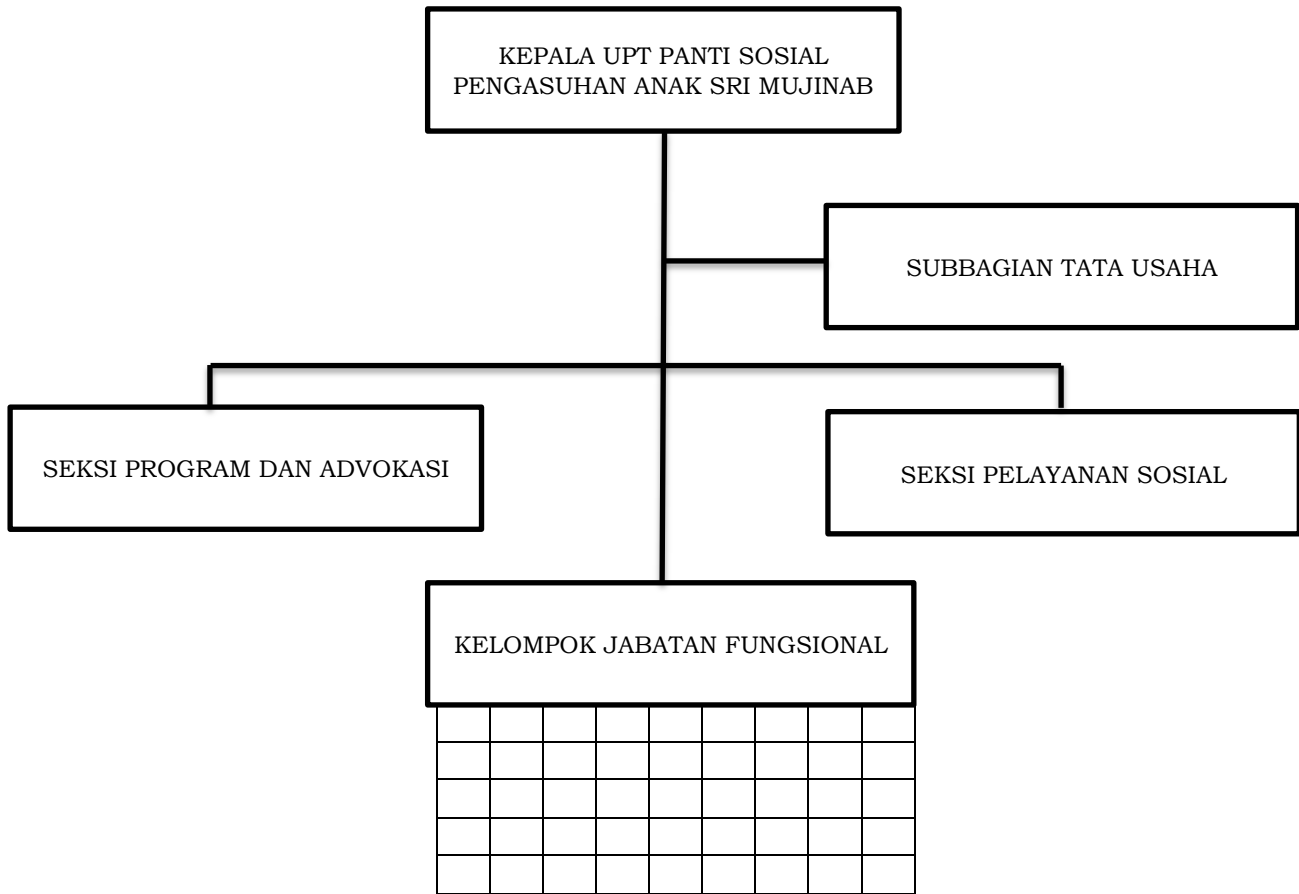 KEPALA UPT PANTI SOSIAL
PENGASUHAN ANAK SRI MUJINAB
SUBBAGIAN TATA USAHA
SEKSI PROGRAM DAN ADVOKASI
SEKSI PELAYANAN SOSIAL
KELOMPOK JABATAN FUNGSIONAL